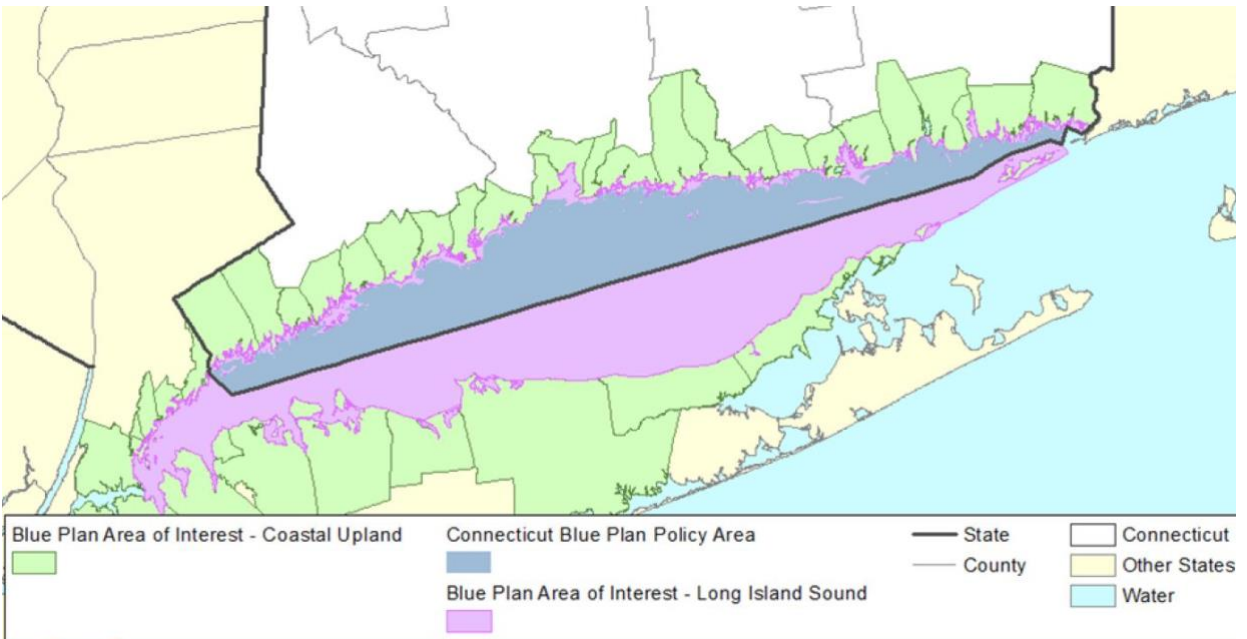 Blue Plan Area of Interest - Coastal Upland
Connecticut Blue Plan Policy Area
Blue Plan Area of Interest - Long Island Sound
State
County
Connecticut
Other States
Water